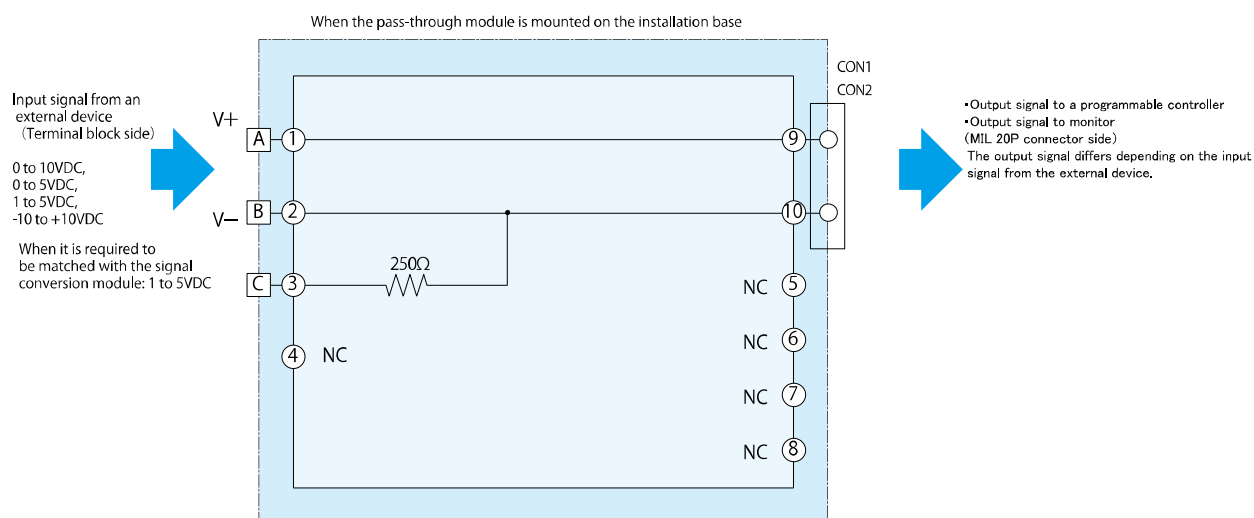 When the pass-through module is mounted on the installation base
CON1
CON2
Input signal from an
external device
(Terminal block side)
0 to 10VDC,
0 to 5VDC,
1 to 5VDC,
-10 to +10VDC
When it is required to
be matched with the signal
conversion module: 1 to 5VDC
V+
A 1
V−
B 2
C 3
250Ω
4 NC
9
10
NC 5
NC 6
NC 7
NC 8
•Output signal to a programmable controller
•Output signal to monitor
(MIL 20P connector side)
The output signal differs depending on the input
signal from the external device.